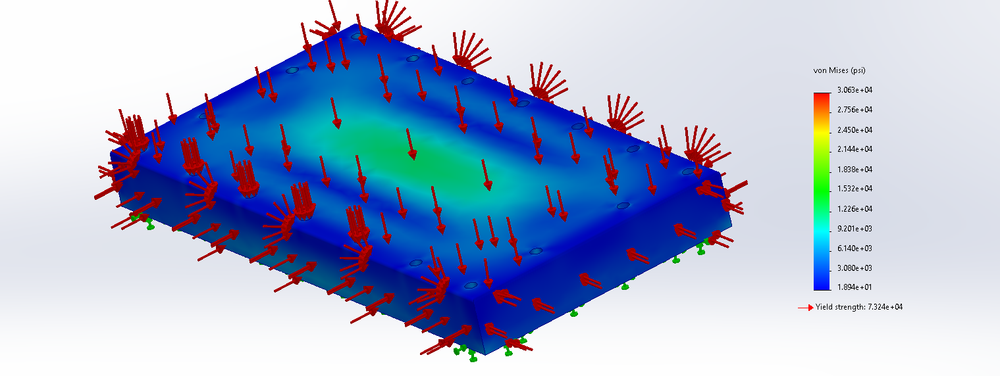 von Mises (psi)
3.063e+04
2.756e+04
2.450e+04
2.144e+04
1.838e+04
1.532e+04
1.226e+04
9.201e+03
6.140e+03
3.080e+03
1.894e+01
Yield strength: 7.324e+04